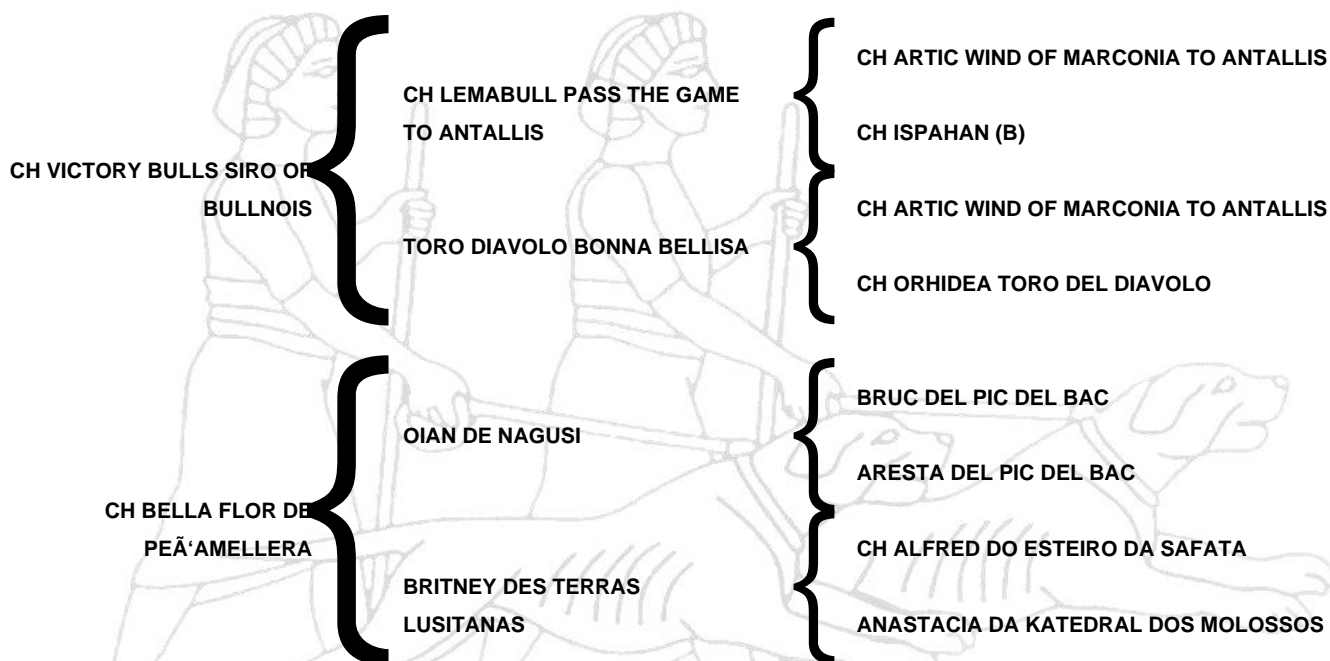 CH ARTIC WIND OF MARCONIA TO ANTALLIS
CH LEMABULL PASS THE GAME
TO ANTALLIS
CH ISPAHAN (B)
CH VICTORY BULLS SIRO OF
BULLNOIS
CH ARTIC WIND OF MARCONIA TO ANTALLIS
TORO DIAVOLO BONNA BELLISA
CH ORHIDEA TORO DEL DIAVOLO
BRUC DEL PIC DEL BAC
OIAN DE NAGUSI
ARESTA DEL PIC DEL BAC
CH BELLA FLOR DE
PEÃ‘AMELLERA
CH ALFRED DO ESTEIRO DA SAFATA
BRITNEY DES TERRAS
LUSITANAS
ANASTACIA DA KATEDRAL DOS MOLOSSOS